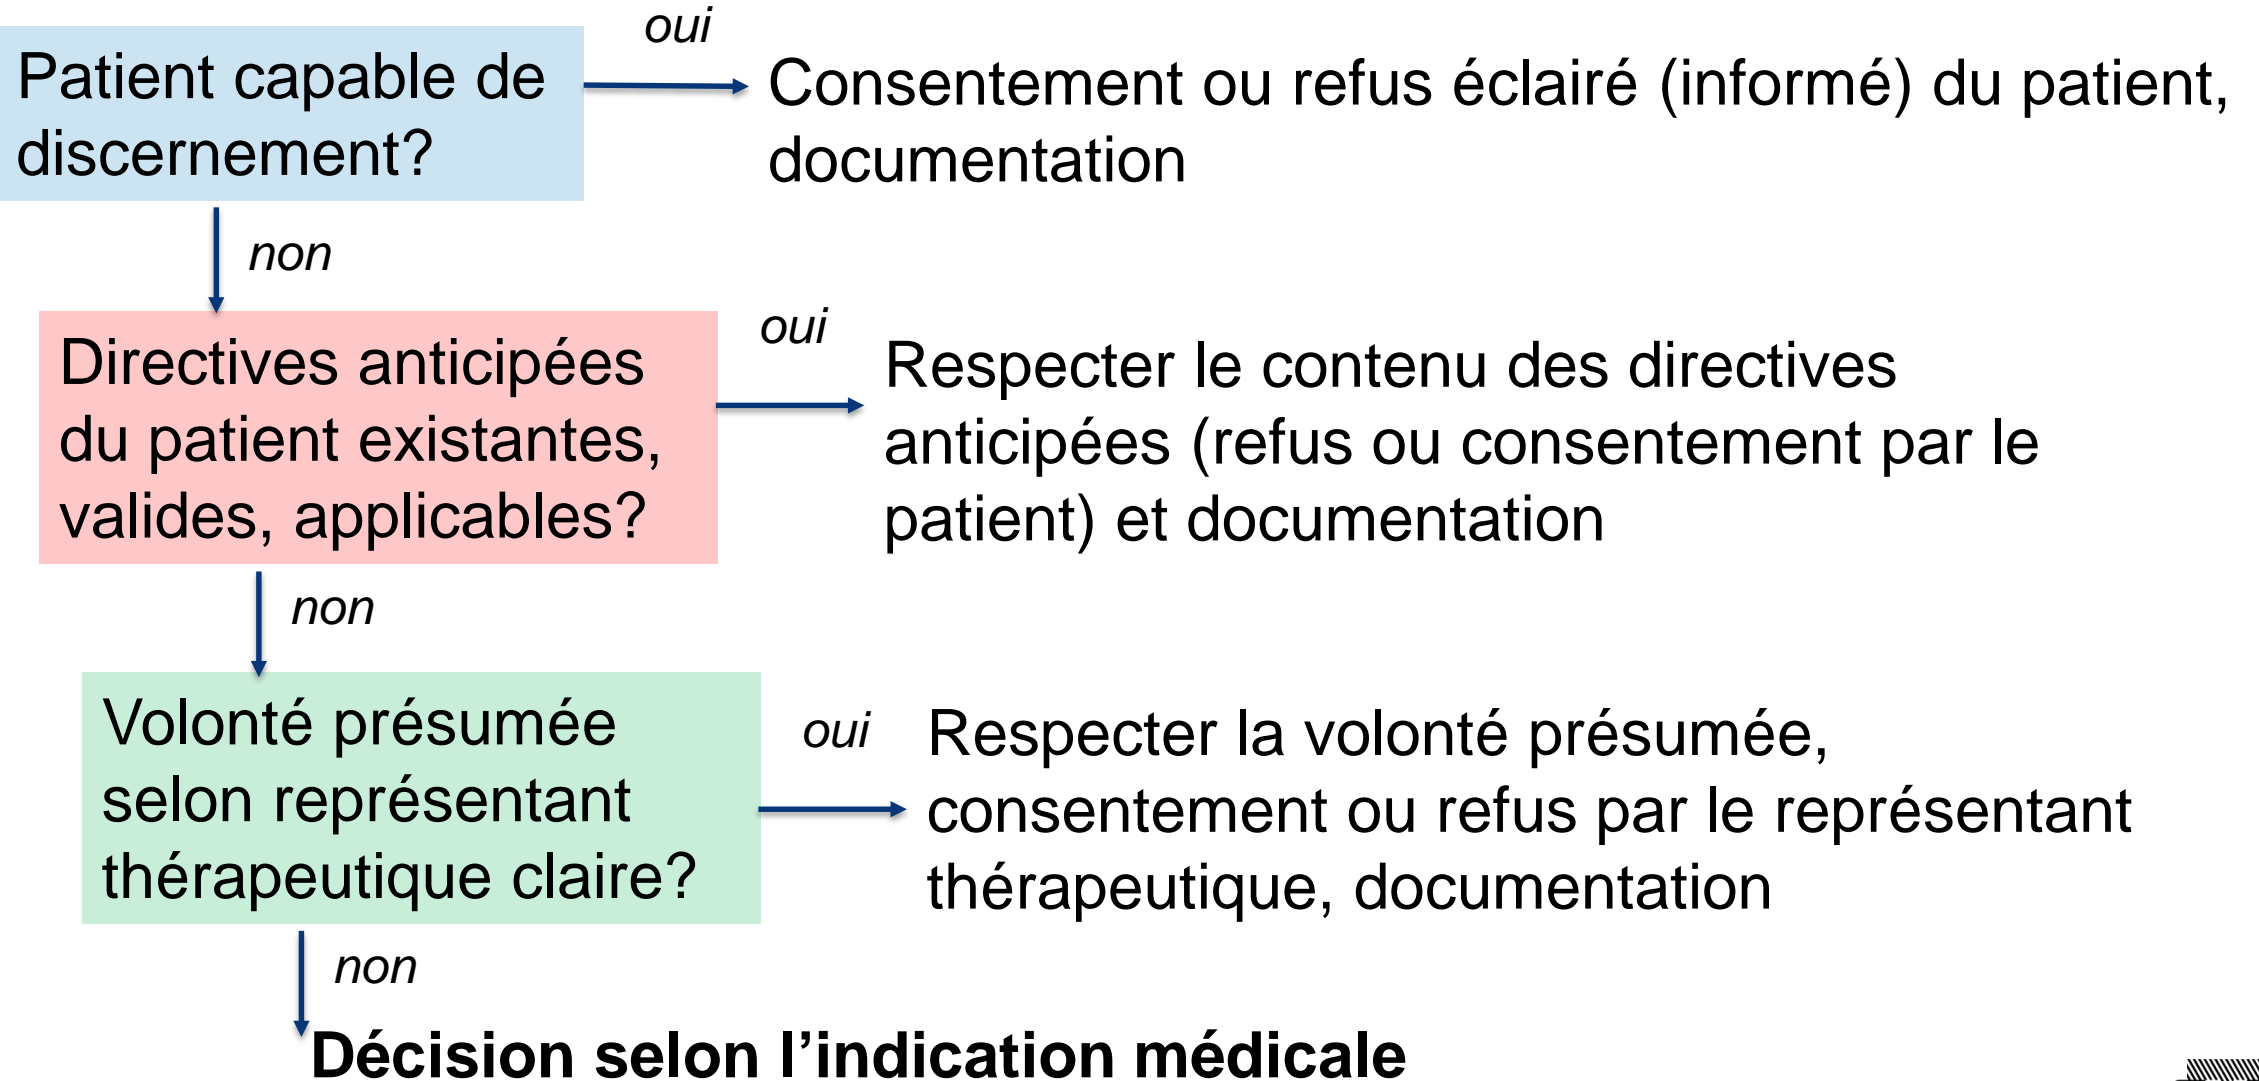 Patient capable de
discernement?
oui
Consentement ou refus éclairé (informé) du patient,
documentation
non
Directives anticipées
du patient existantes,
valides, applicables?
oui
Respecter le contenu des directives
anticipées (refus ou consentement par le
patient) et documentation
non
Volonté présumée
selon représentant
thérapeutique claire?
oui
Respecter la volonté présumée,
consentement ou refus par le représentant
thérapeutique, documentation
non
Décision selon l’indication médicale